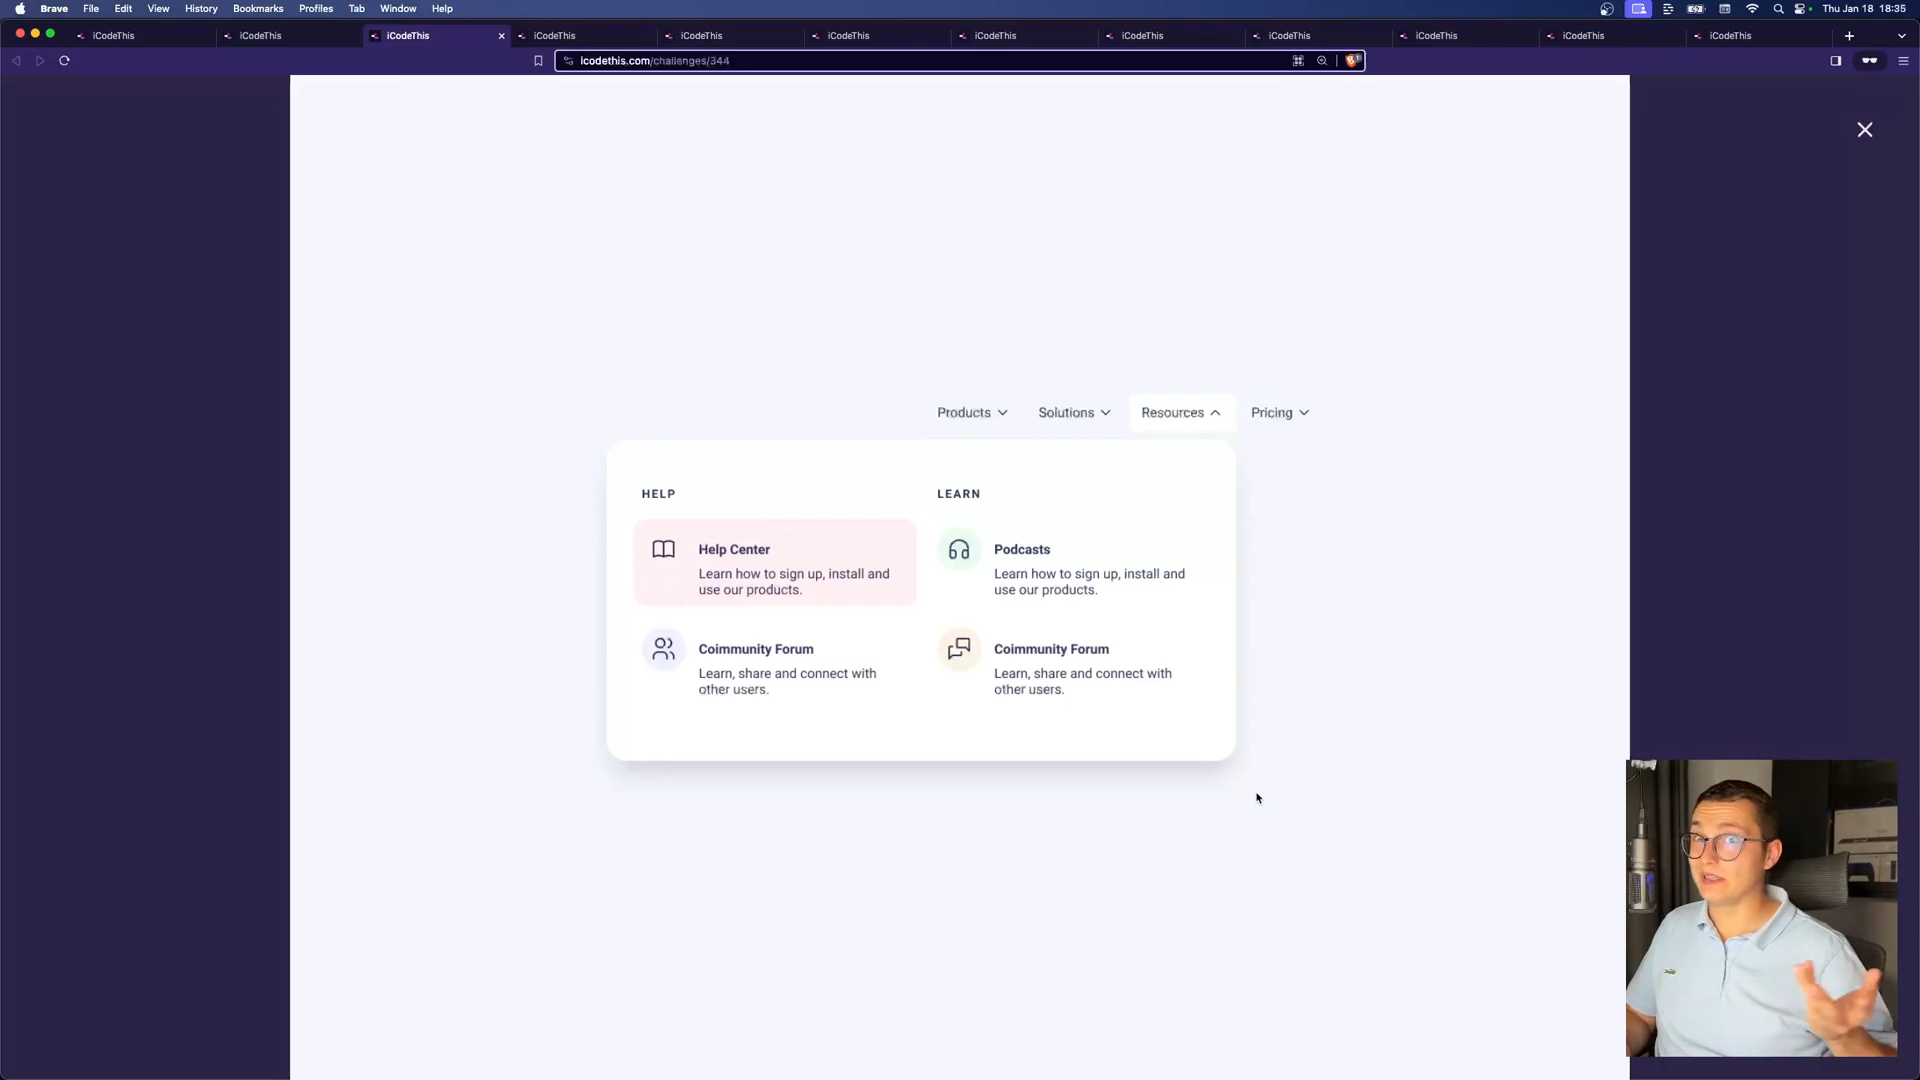 Brave File Edit View History Bookmarks Profiles Tab Window Help Thu Jan 18 18:35
iCodeThis iCodeThis iCodeThis iCodeThis iCodeThis iCodeThis iCodeThis iCodeThis iCodeThis iCodeThis iCodeThis iCodeThis
icodethis.com/challenges/344
Products Solutions Resources Pricing
HELP
Help Center
Learn how to sign up, install and
use our products.
Coimmunity Forum
Learn, share and connect with
other users.
LEARN
Podcasts
Learn how to sign up, install and
use our products.
Coimmunity Forum
Learn, share and connect with
other users.